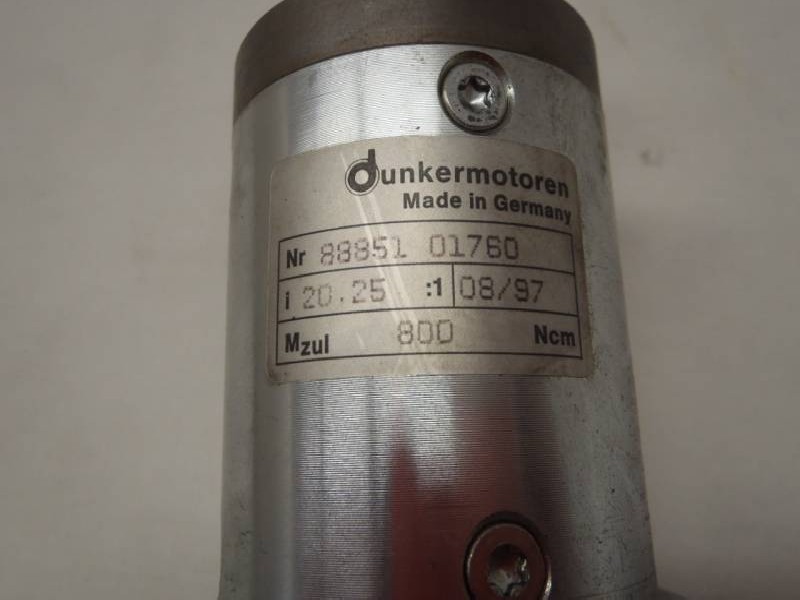 dunkermotoren
Made in Germany
Nr 88851 01760
i 20.25 :1 08/97
Mzul 800 Ncm